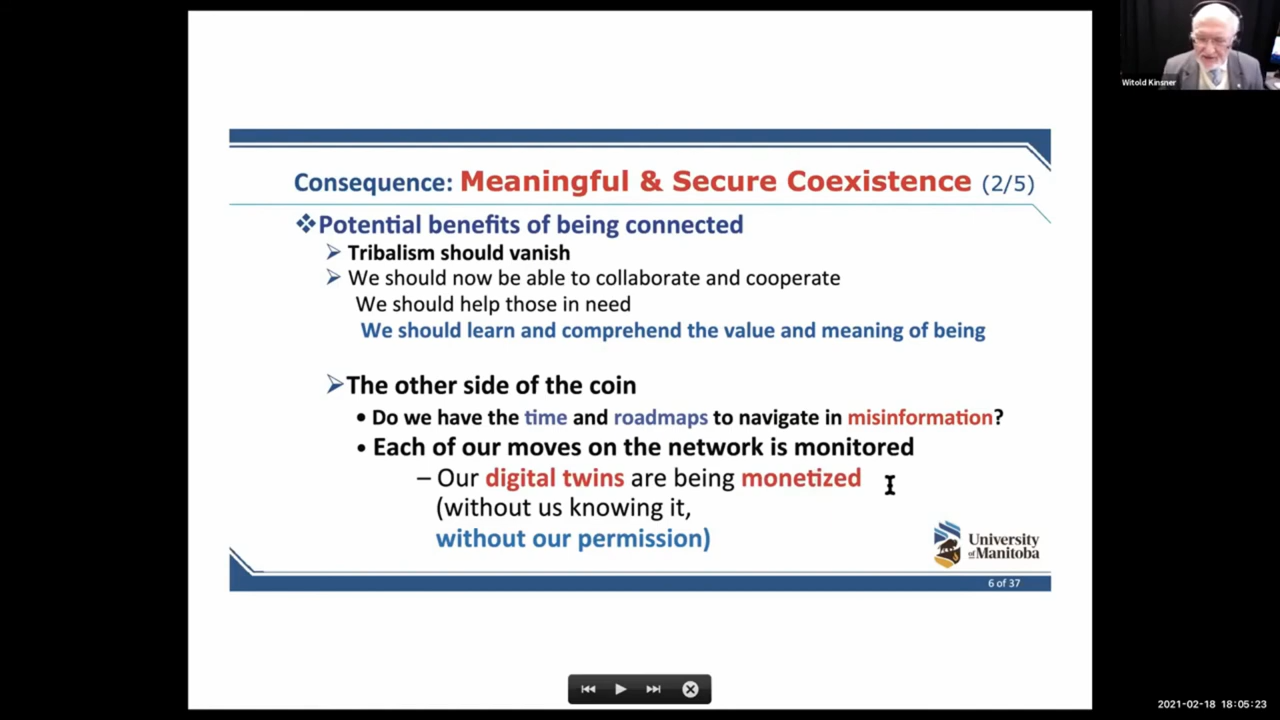 Witold Kinsner
Consequence: Meaningful & Secure Coexistence (2/5)
❖Potential benefits of being connected
➢ Tribalism should vanish
➢ We should now be able to collaborate and cooperate
We should help those in need
We should learn and comprehend the value and meaning of being
➢The other side of the coin
• Do we have the time and roadmaps to navigate in misinformation?
• Each of our moves on the network is monitored
– Our digital twins are being monetized
(without us knowing it,
without our permission)
University
of Manitoba
6 of 37
2021-02-18 18:05:23